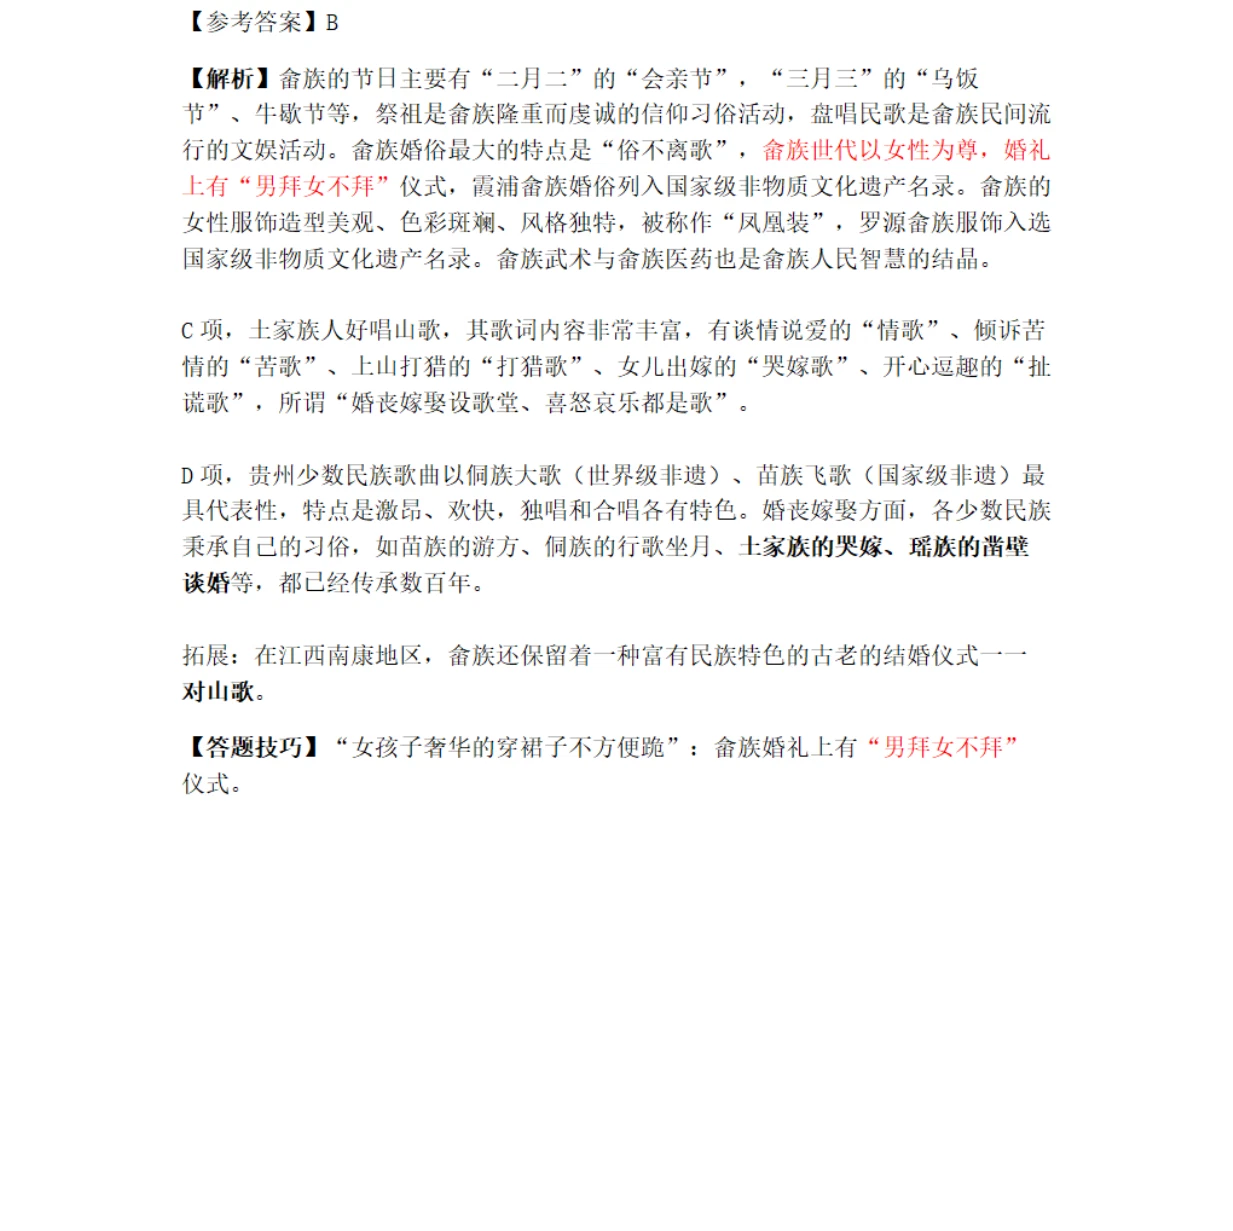 【参考答案】B
【解析】畲族的节日主要有“二月二”的“会亲节”，“三月三”的“乌饭
节”、牛歇节等，祭祖是畲族隆重而虔诚的信仰习俗活动，盘唱民歌是畲族民间流
行的文娱活动。畲族婚俗最大的特点是“俗不离歌”，畲族世代以女性为尊，婚礼
上有“男拜女不拜”仪式，霞浦畲族婚俗列入国家级非物质文化遗产名录。畲族的
女性服饰造型美观、色彩斑斓、风格独特，被称作“凤凰装”，罗源畲族服饰入选
国家级非物质文化遗产名录。畲族武术与畲族医药也是畲族人民智慧的结晶。
C 项，土家族人好唱山歌，其歌词内容非常丰富，有谈情说爱的“情歌”、倾诉苦
情的“苦歌”、上山打猎的“打猎歌”、女儿出嫁的“哭嫁歌”、开心逗趣的“扯
谎歌”，所谓“婚丧嫁娶设歌堂、喜怒哀乐都是歌”。
D 项，贵州少数民族歌曲以侗族大歌（世界级非遗）、苗族飞歌（国家级非遗）最
具代表性，特点是激昂、欢快，独唱和合唱各有特色。婚丧嫁娶方面，各少数民族
秉承自己的习俗，如苗族的游方、侗族的行歌坐月、土家族的哭嫁、瑶族的凿壁
谈婚等，都已经传承数百年。
拓展：在江西南康地区，畲族还保留着一种富有民族特色的古老的结婚仪式一一
对山歌。
【答题技巧】“女孩子奢华的穿裙子不方便跪”：畲族婚礼上有“男拜女不拜”
仪式。